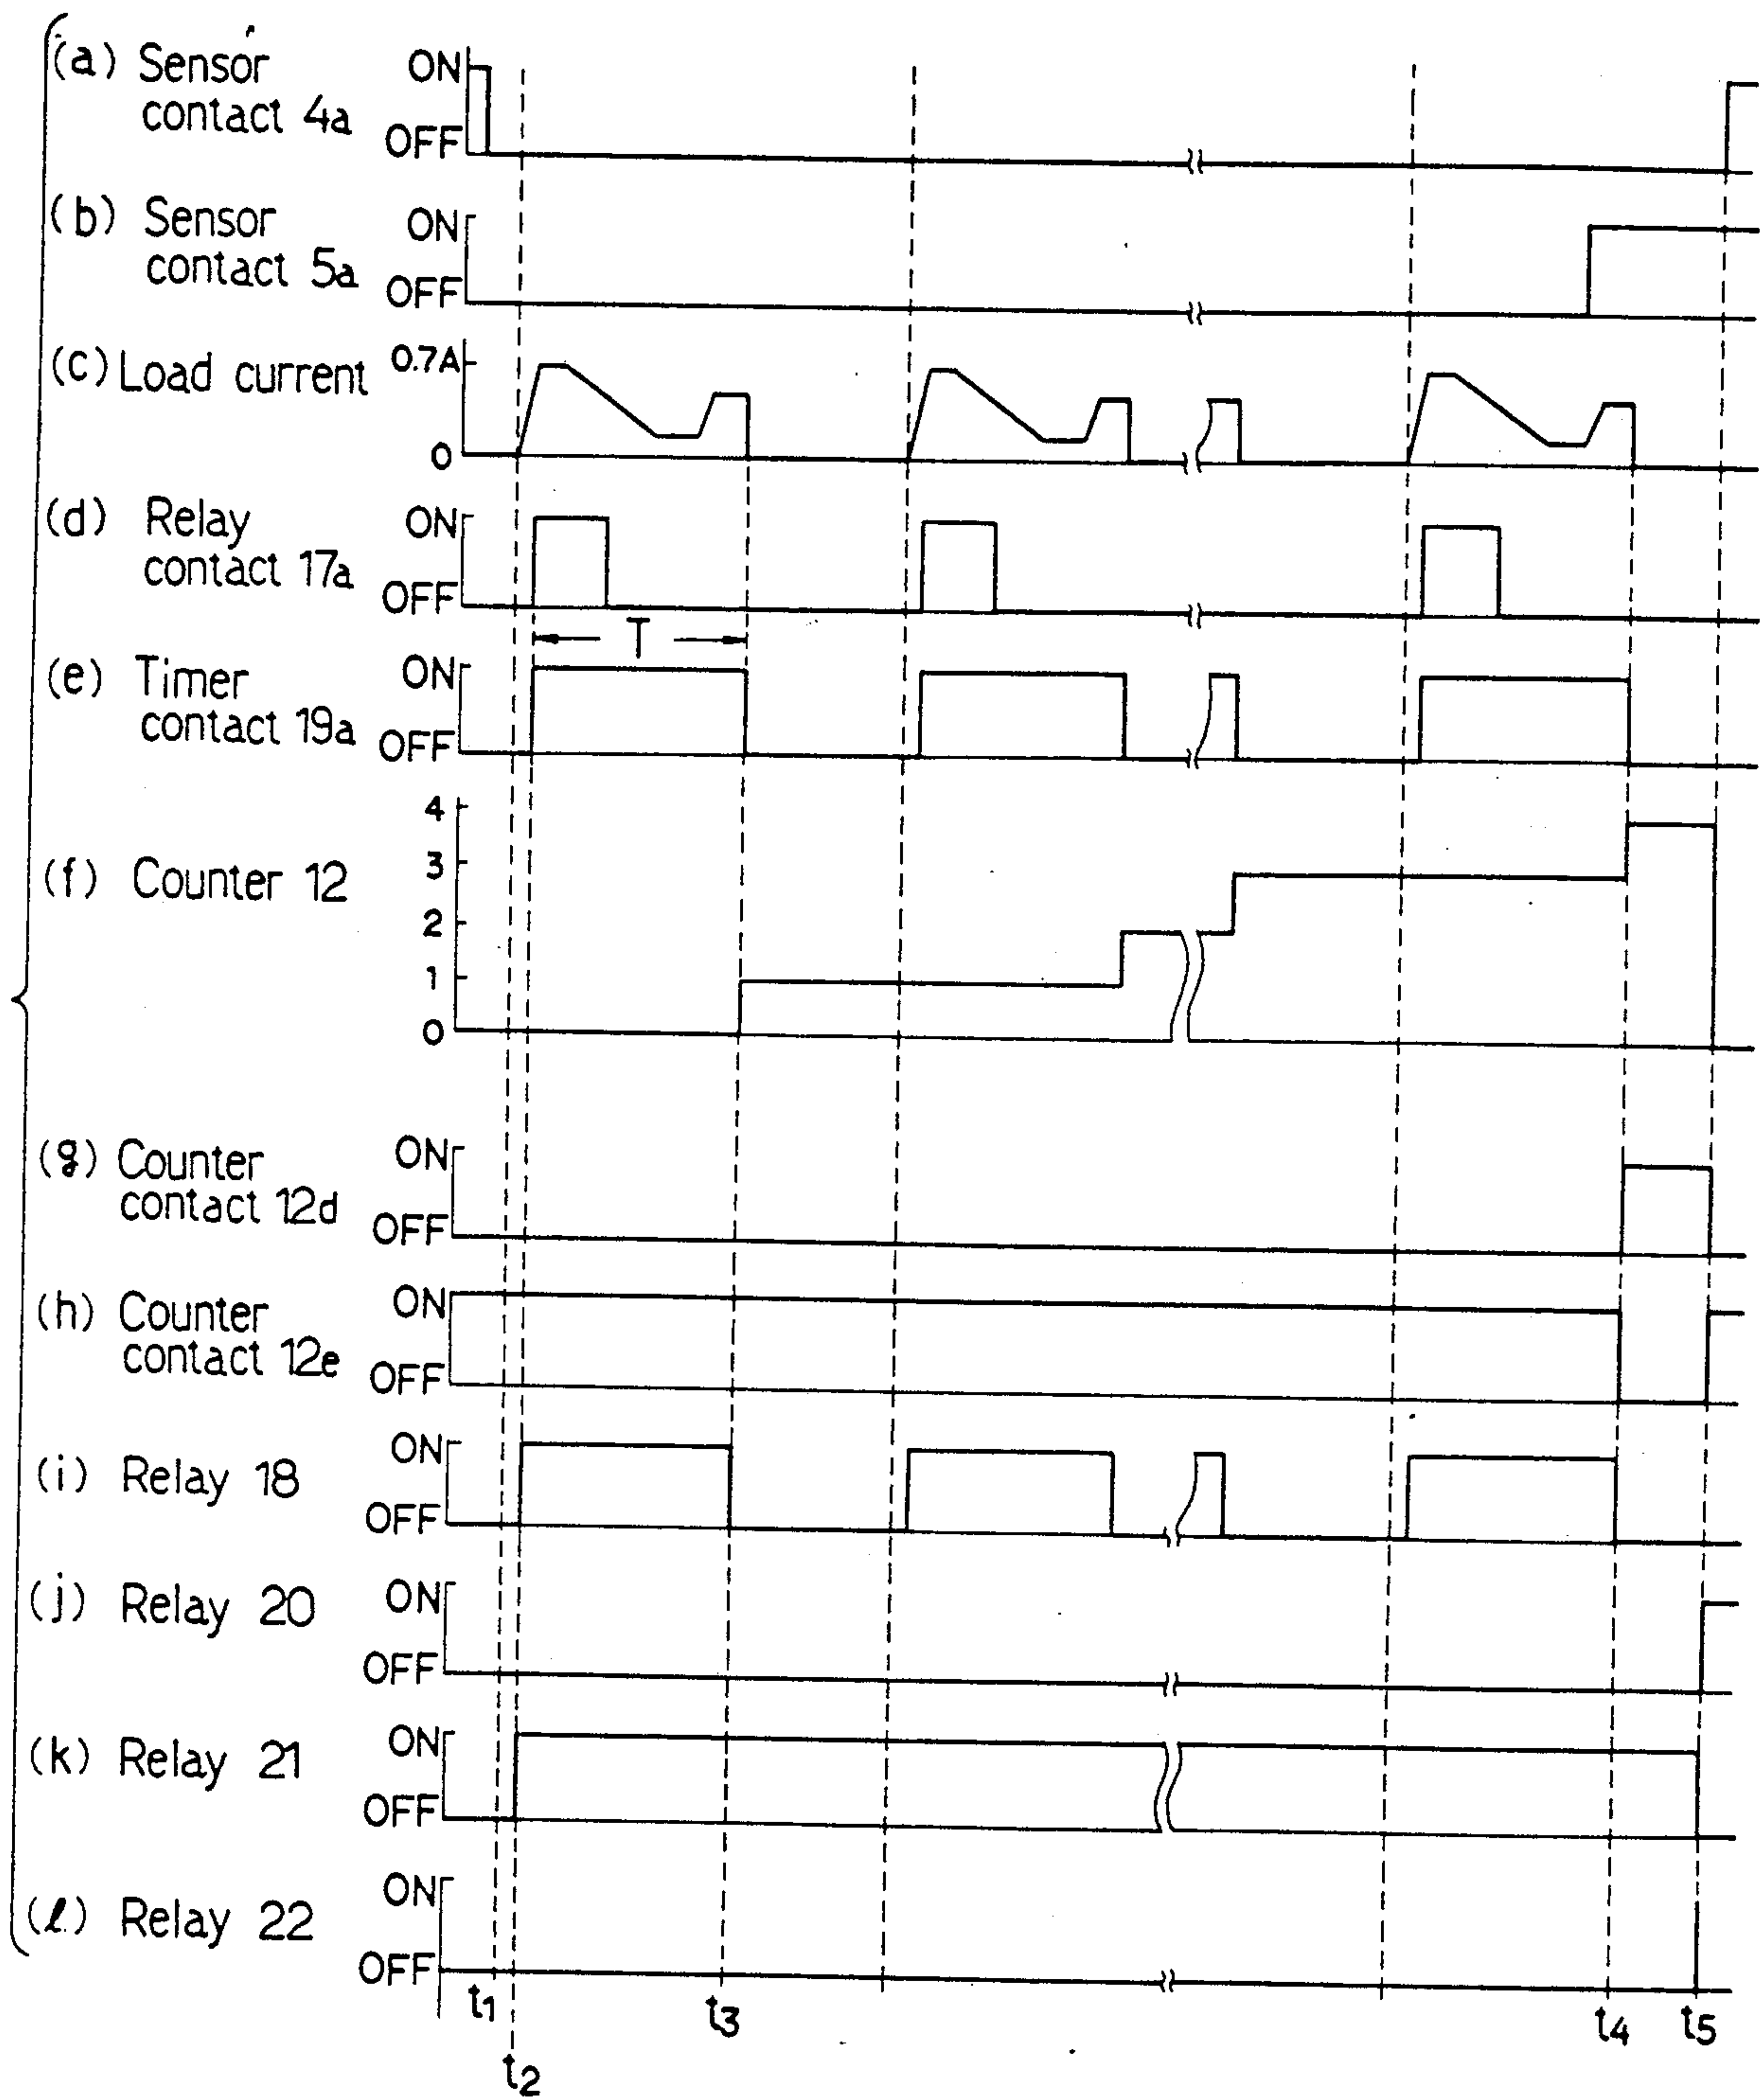 (a) Sensor
contact 4a
ON
OFF
(b) Sensor
contact 5a
ON
OFF
(c) Load current
0.7A
0
(d) Relay
contact 17a
ON
OFF
T
(e) Timer
contact 19a
ON
OFF
(f) Counter 12
4
3
2
1
0
(g) Counter
contact 12d
ON
OFF
(h) Counter
contact 12e
ON
OFF
(i) Relay 18
ON
OFF
(j) Relay 20
ON
OFF
(k) Relay 21
ON
OFF
(l) Relay 22
ON
OFF
t1
t2
t3
t4
t5